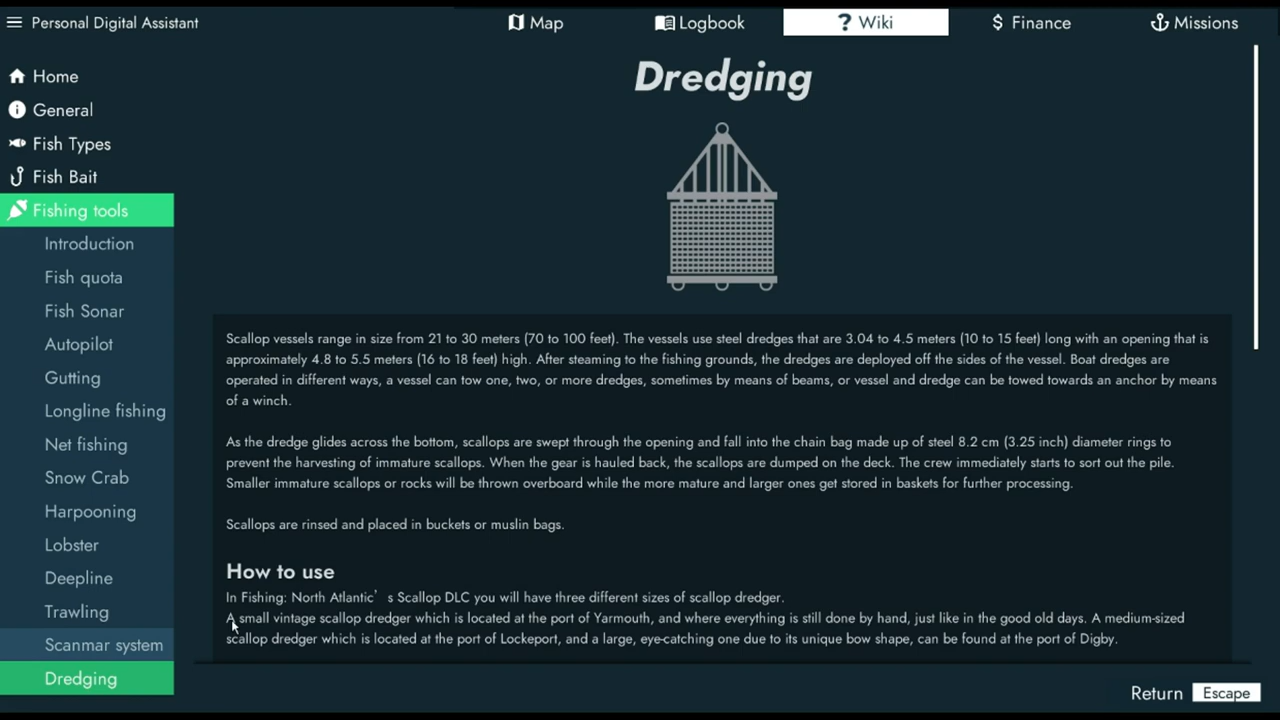 Personal Digital Assistant
Map
Logbook
? Wiki
$ Finance
Missions
Home
General
Fish Types
Fish Bait
Fishing tools
Introduction
Fish quota
Fish Sonar
Autopilot
Gutting
Longline fishing
Net fishing
Snow Crab
Harpooning
Lobster
Deepline
Trawling
Scanmar system
Dredging
Dredging
Scallop vessels range in size from 21 to 30 meters (70 to 100 feet). The vessels use steel dredges that are 3.04 to 4.5 meters (10 to 15 feet) long with an opening that is
approximately 4.8 to 5.5 meters (16 to 18 feet) high. After steaming to the fishing grounds, the dredges are deployed off the sides of the vessel. Boat dredges are
operated in different ways, a vessel can tow one, two, or more dredges, sometimes by means of beams, or vessel and dredge can be towed towards an anchor by means
of a winch.
As the dredge glides across the bottom, scallops are swept through the opening and fall into the chain bag made up of steel 8.2 cm (3.25 inch) diameter rings to
prevent the harvesting of immature scallops. When the gear is hauled back, the scallops are dumped on the deck. The crew immediately starts to sort out the pile.
Smaller immature scallops or rocks will be thrown overboard while the more mature and larger ones get stored in baskets for further processing.
Scallops are rinsed and placed in buckets or muslin bags.
How to use
In Fishing: North Atlantic’ s Scallop DLC you will have three different sizes of scallop dredger.
A small vintage scallop dredger which is located at the port of Yarmouth, and where everything is still done by hand, just like in the good old days. A medium-sized
scallop dredger which is located at the port of Lockeport, and a large, eye-catching one due to its unique bow shape, can be found at the port of Digby.
Return Escape